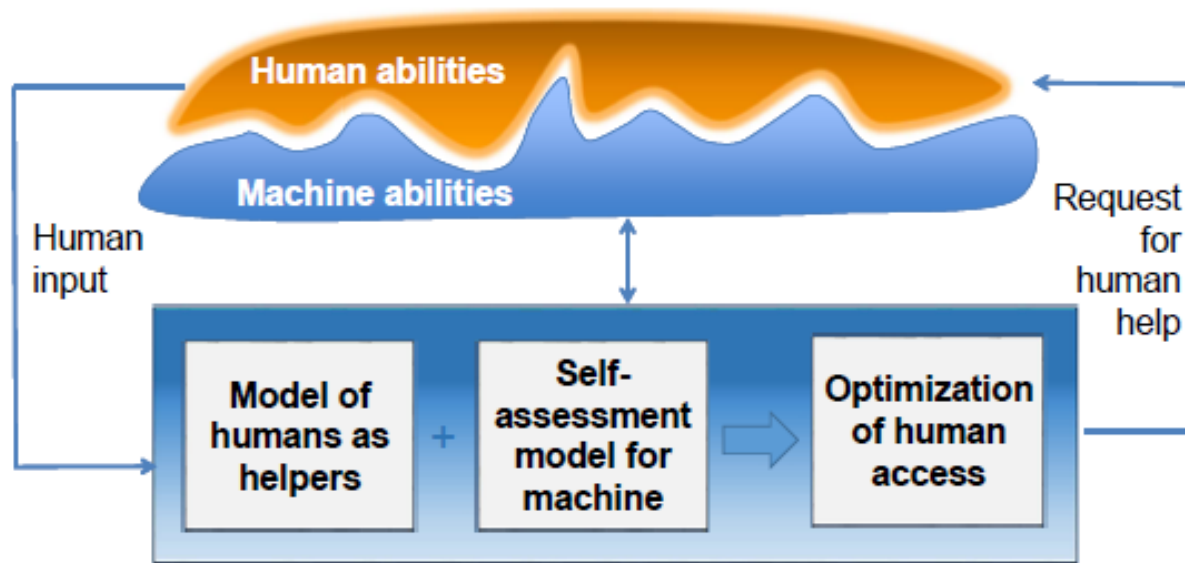 Human abilities
Machine abilities
Human
input
Request
for
human
help
Model of
humans as
helpers
+
Self-
assessment
model for
machine
Optimization
of human
access